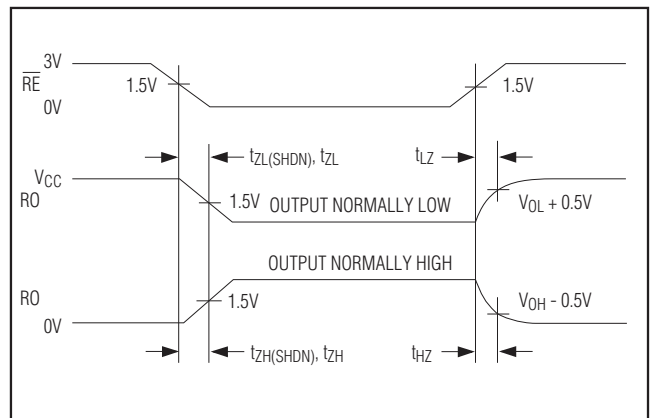 3V
RE
1.5V
1.5V
0V
tZL(SHDN), tZL
tLZ
VCC
RO
1.5V
OUTPUT NORMALLY LOW
VOL + 0.5V
OUTPUT NORMALLY HIGH
RO
1.5V
VOH - 0.5V
0V
tZH(SHDN), tZH
tHZ